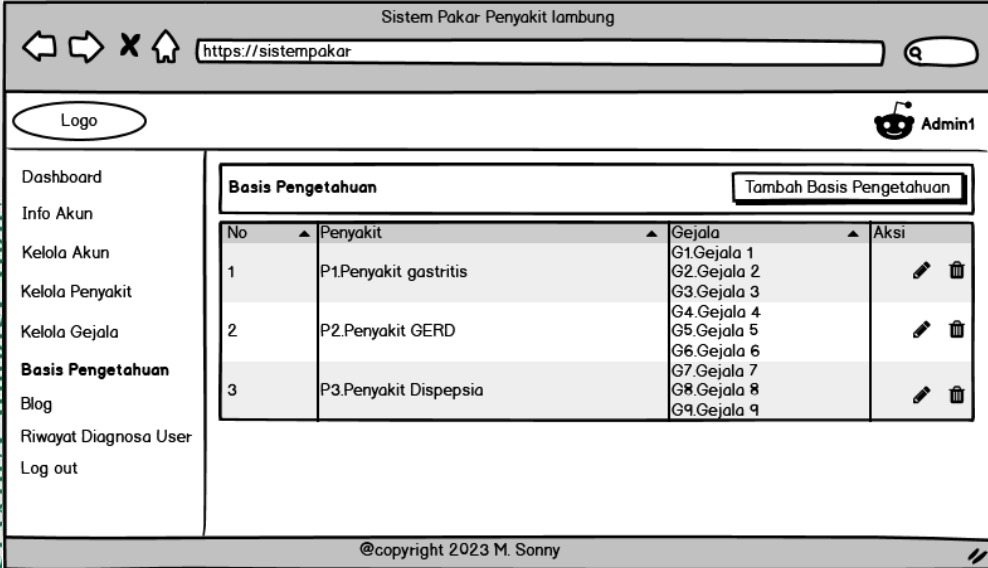 Sistem Pakar Penyakit lambung
https://sistempakar
Logo
Admin1
Dashboard
Info Akun
Kelola Akun
Kelola Penyakit
Kelola Gejala
Basis Pengetahuan
Blog
Riwayat Diagnosa User
Log out
Basis Pengetahuan
Tambah Basis Pengetahuan
No Penyakit Gejala Aksi
1 P1.Penyakit gastritis
G1.Gejala 1
G2.Gejala 2
G3.Gejala 3
2 P2.Penyakit GERD
G4.Gejala 4
G5.Gejala 5
G6.Gejala 6
3 P3.Penyakit Dispepsia
G7.Gejala 7
G8.Gejala 8
G9.Gejala 9
@copyright 2023 M. Sonny